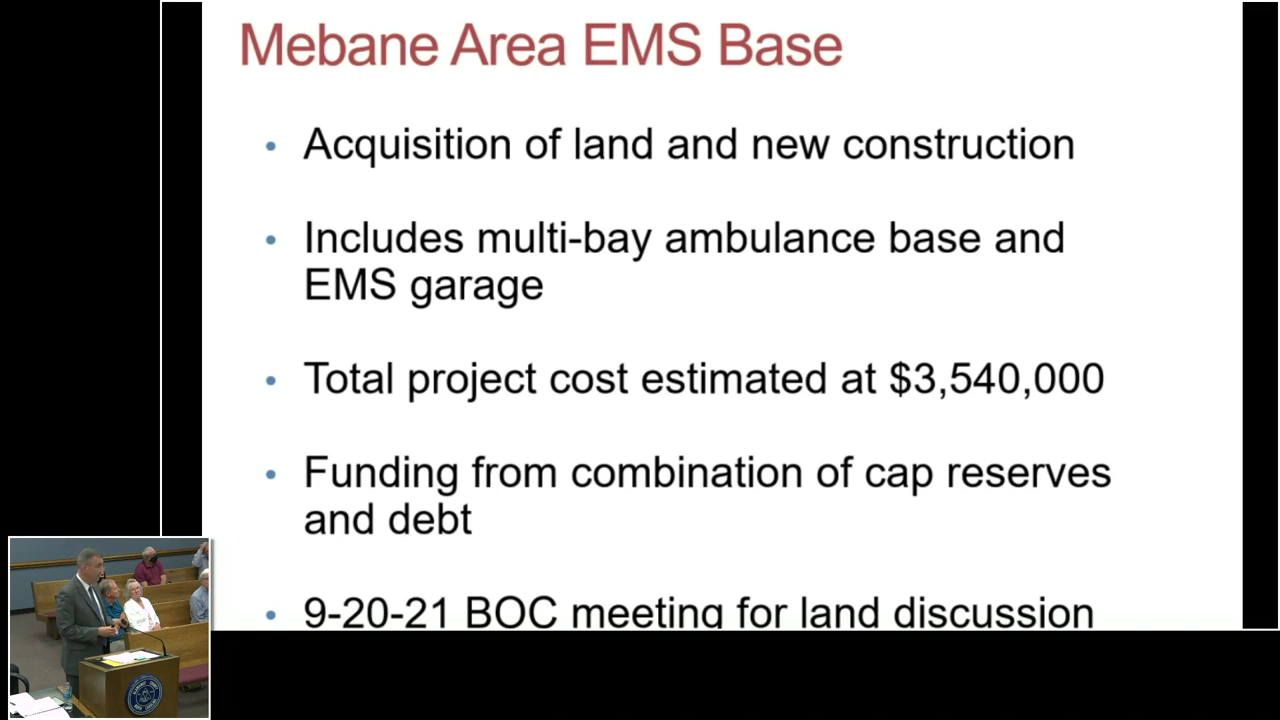 Mebane Area EMS Base
• Acquisition of land and new construction
• Includes multi-bay ambulance base and
EMS garage
• Total project cost estimated at $3,540,000
• Funding from combination of cap reserves
and debt
• 9-20-21 BOC meeting for land discussion